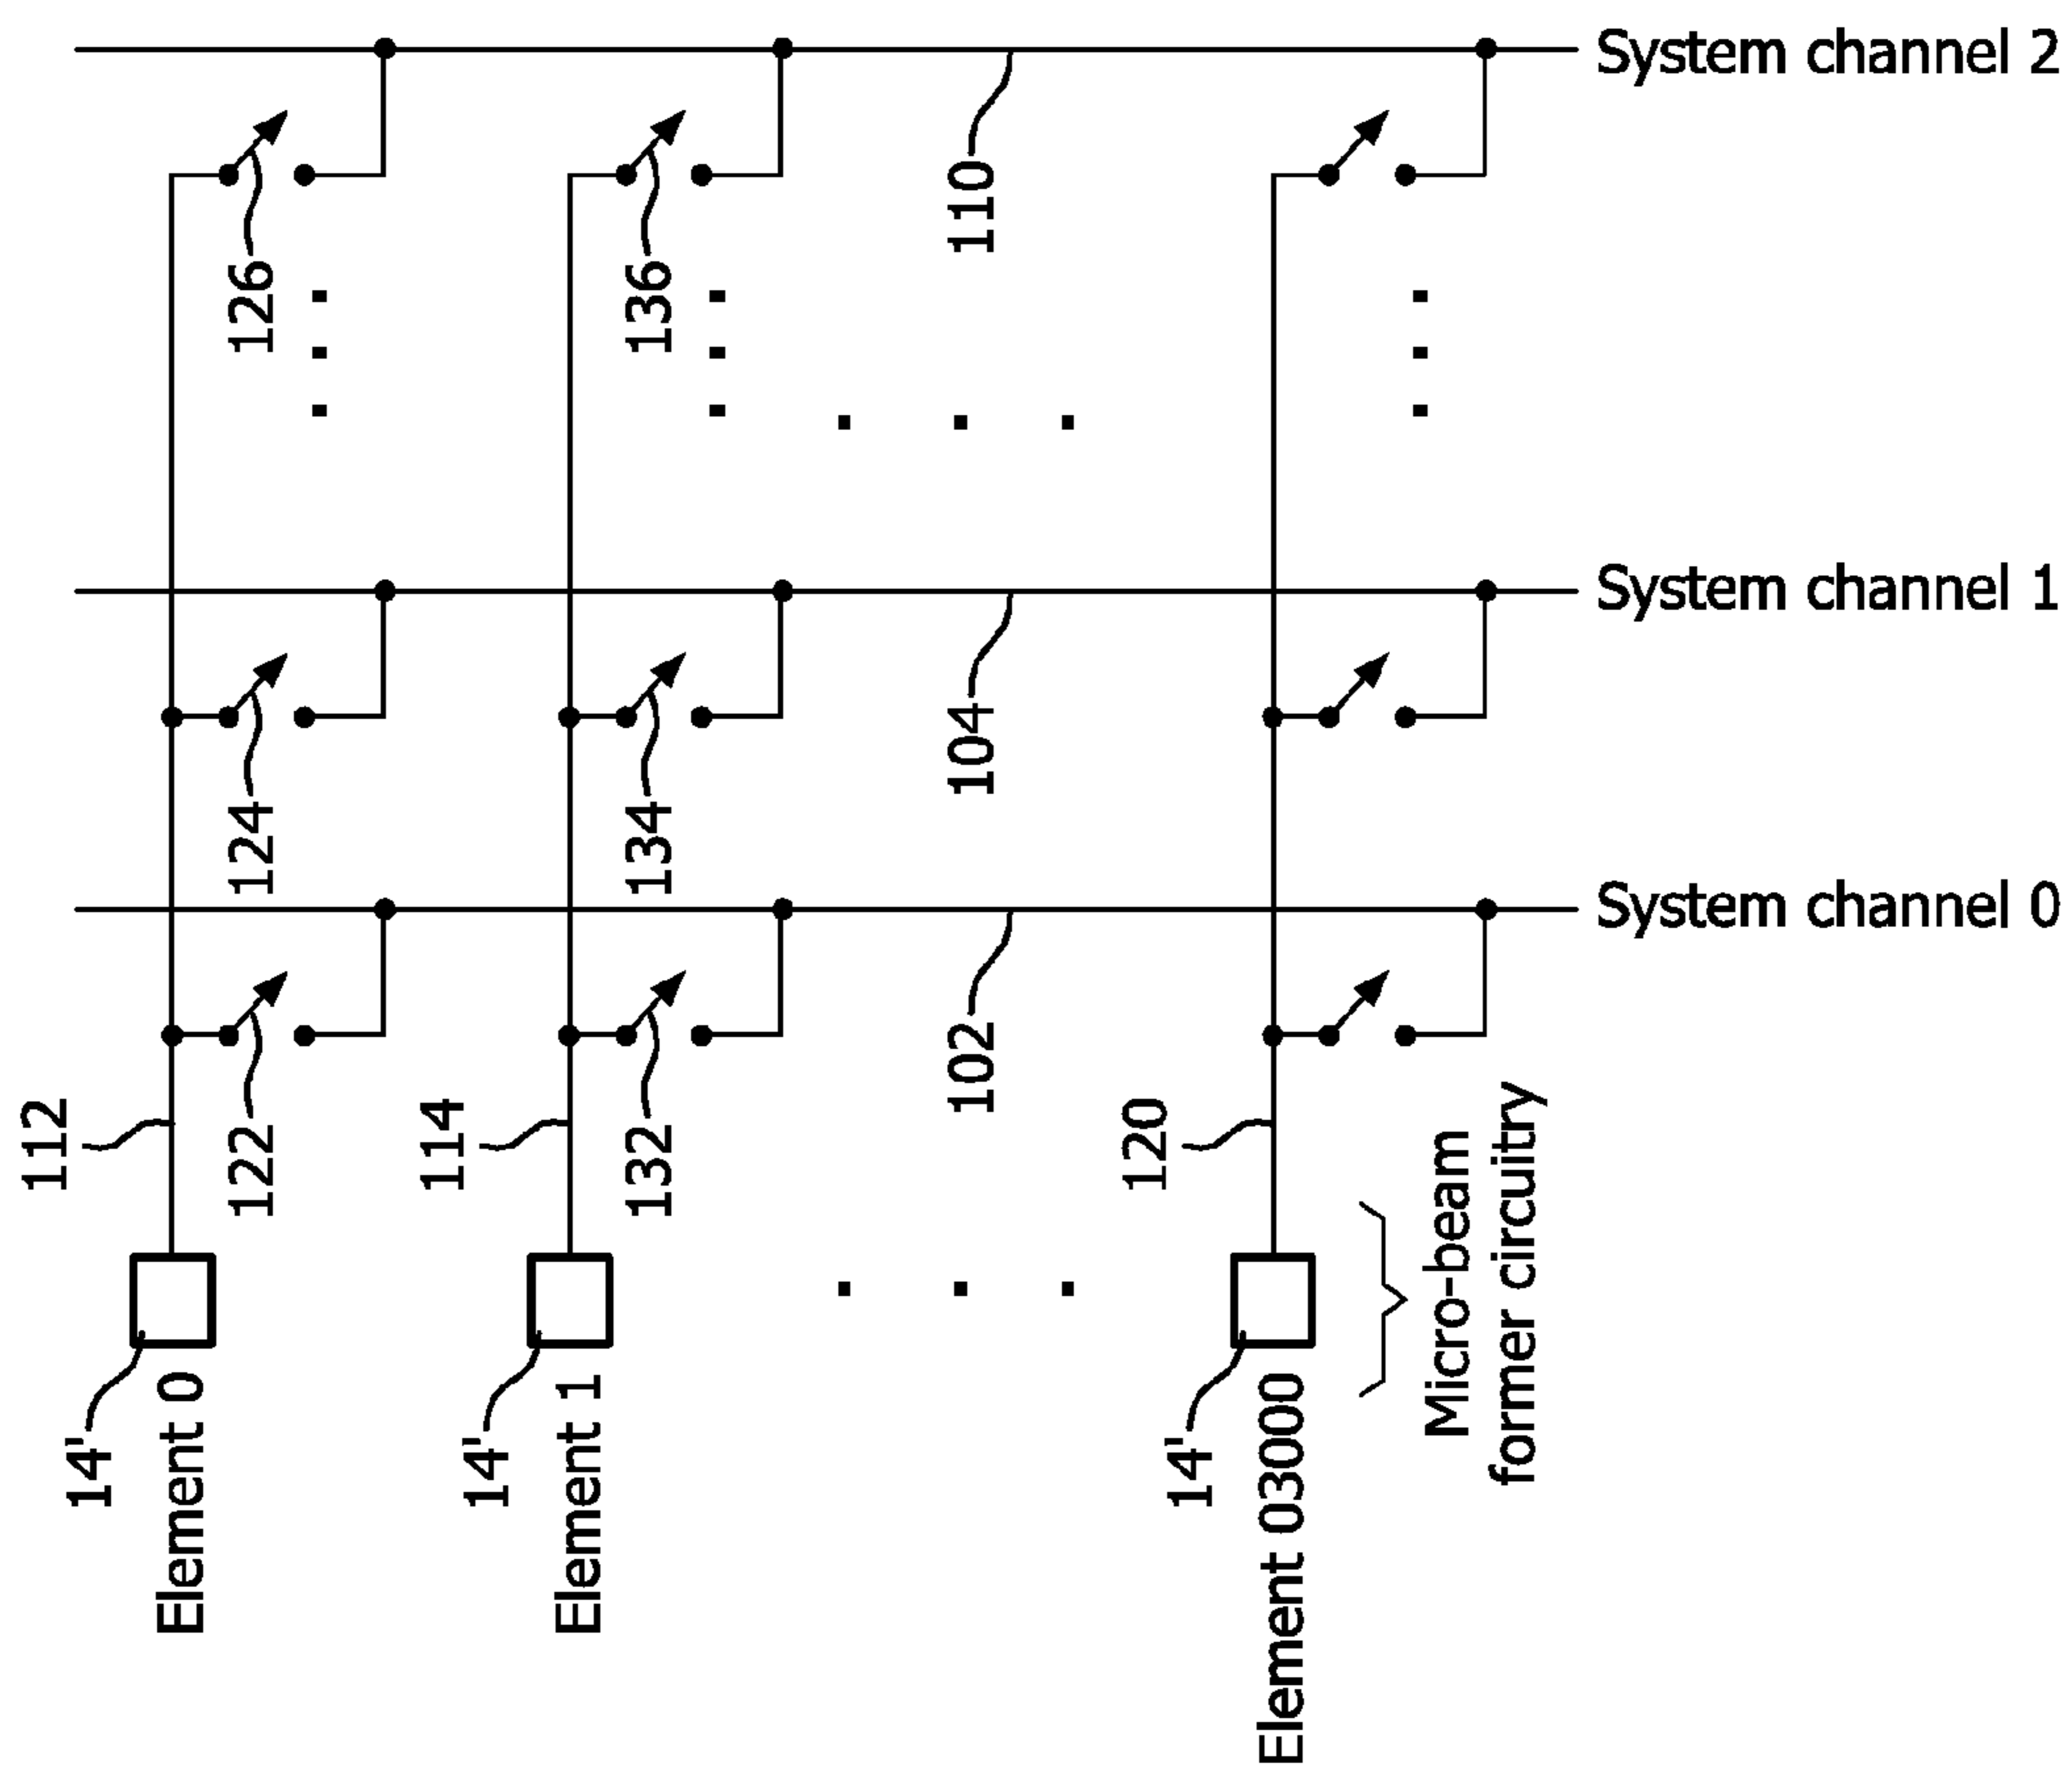 System channel 2
126
136
110
System channel 1
124
134
104
System channel 0
112
122
114
132
102
120
14'
Element 0
14'
Element 1
14'
Element 03000
Micro-beam
former circuitry